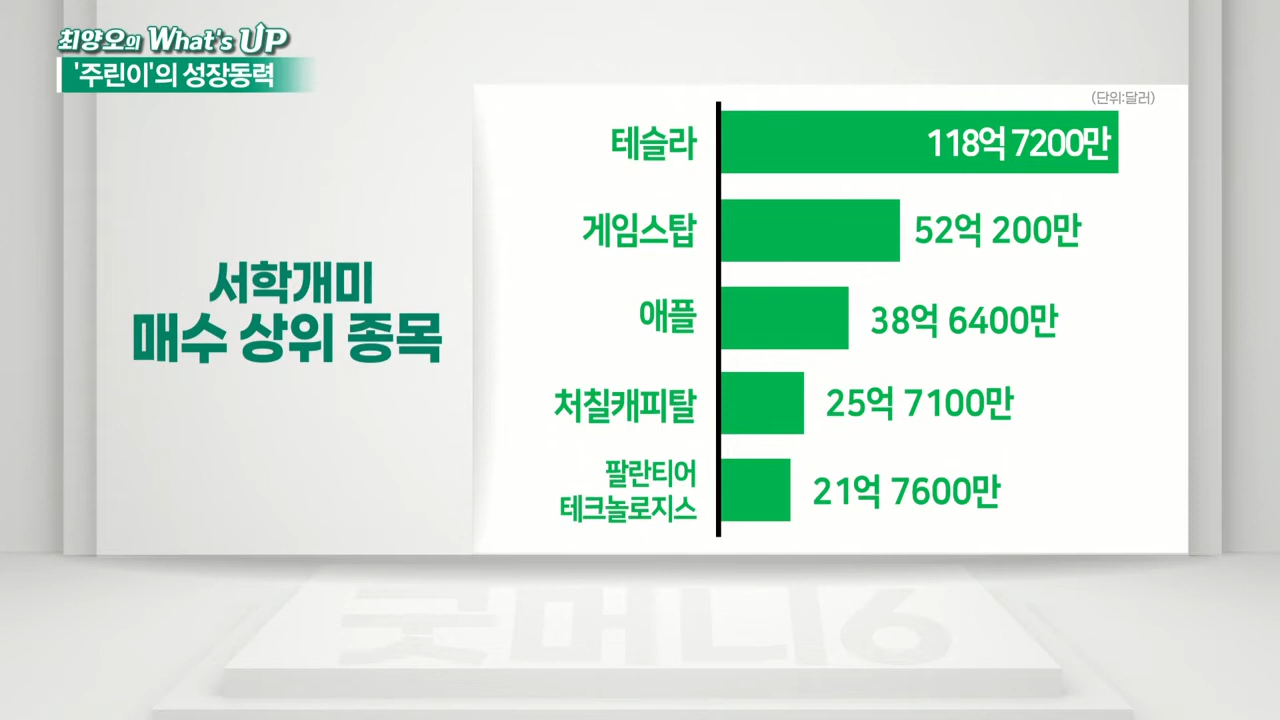 최양오의 What's UP
'주린이'의 성장동력
(단위:달러)
서학개미
매수 상위 종목
테슬라 118억 7200만
게임스탑 52억 200만
애플 38억 6400만
처칠캐피탈 25억 7100만
팔란티어
테크놀로지스 21억 7600만
굿머니6